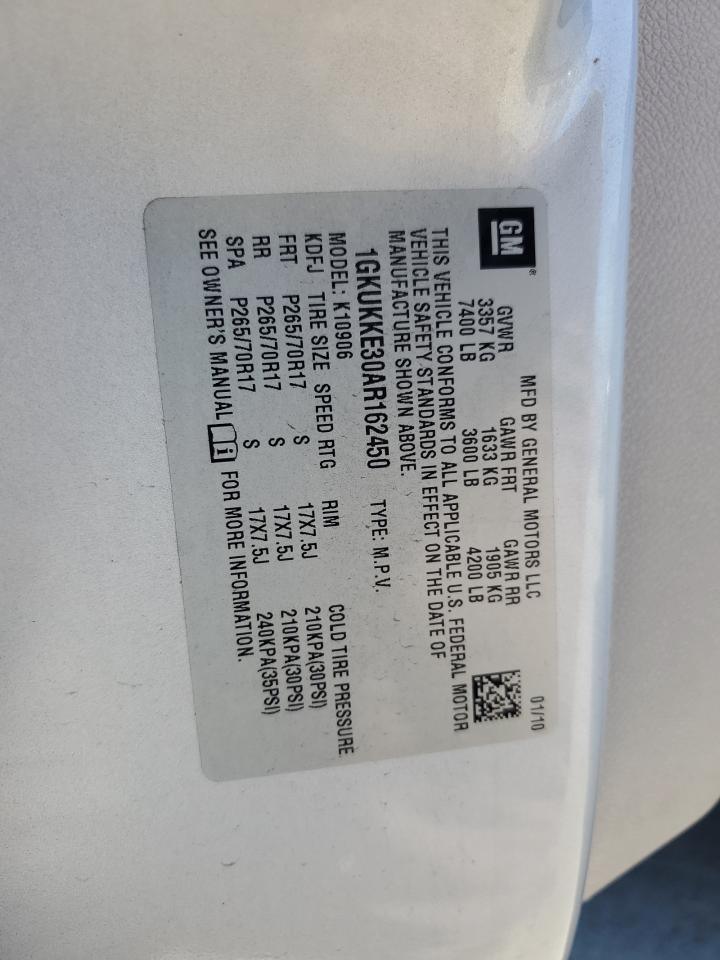 GM®
MFD BY GENERAL MOTORS LLC 01/10
GVWR GAWR FRT GAWR RR
3357 KG 1633 KG 1905 KG
7400 LB 3600 LB 4200 LB
THIS VEHICLE CONFORMS TO ALL APPLICABLE U.S. FEDERAL MOTOR
VEHICLE SAFETY STANDARDS IN EFFECT ON THE DATE OF
MANUFACTURE SHOWN ABOVE.
1GKUKKE30AR162450 TYPE: M.P.V.
MODEL: K10906
KDFJ TIRE SIZE SPEED RTG RIM COLD TIRE PRESSURE
FRT P265/70R17 S 17X7.5J 210KPA(30PSI)
RR P265/70R17 S 17X7.5J 210KPA(30PSI)
SPA P265/70R17 S 17X7.5J 240KPA(35PSI)
SEE OWNER'S MANUAL FOR MORE INFORMATION.